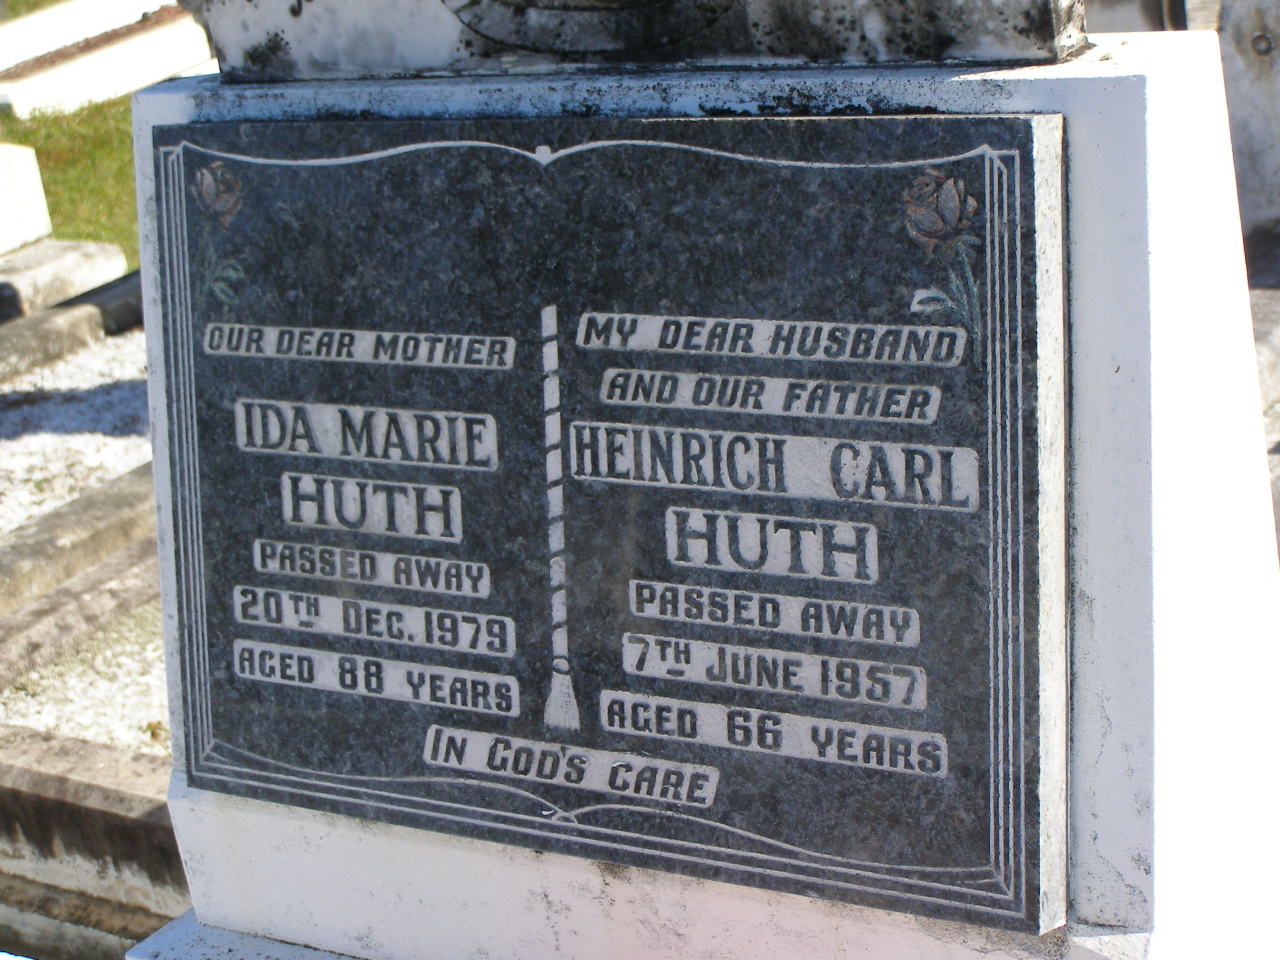 OUR DEAR MOTHER
IDA MARIE
HUTH
PASSED AWAY
20TH DEC. 1979
AGED 88 YEARS
MY DEAR HUSBAND
AND OUR FATHER
HEINRICH CARL
HUTH
PASSED AWAY
7TH JUNE 1957
AGED 66 YEARS
IN GOD'S CARE